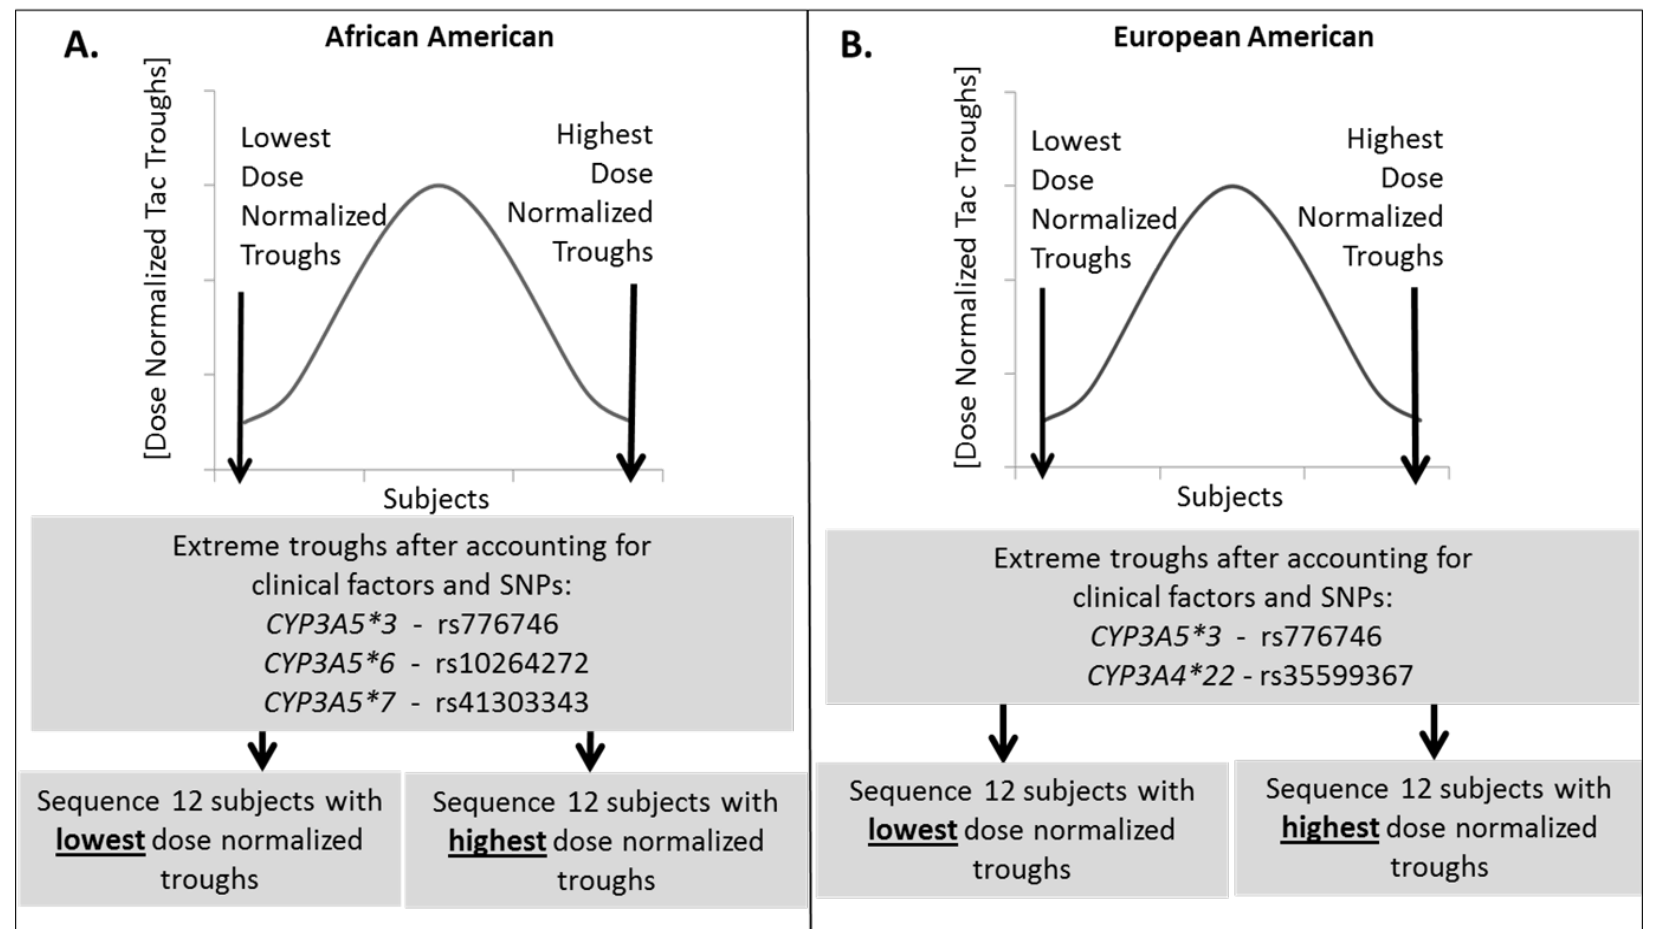 A.
African American
[Dose Normalized Tac Troughs]
Lowest
Dose
Normalized
Troughs
Highest
Dose
Normalized
Troughs
Subjects
Extreme troughs after accounting for
clinical factors and SNPs:
CYP3A5*3 - rs776746
CYP3A5*6 - rs10264272
CYP3A5*7 - rs41303343
Sequence 12 subjects with
lowest dose normalized
troughs
Sequence 12 subjects with
highest dose normalized
troughs
B.
European American
[Dose Normalized Tac Troughs]
Lowest
Dose
Normalized
Troughs
Highest
Dose
Normalized
Troughs
Subjects
Extreme troughs after accounting for
clinical factors and SNPs:
CYP3A5*3 - rs776746
CYP3A4*22 - rs35599367
Sequence 12 subjects with
lowest dose normalized
troughs
Sequence 12 subjects with
highest dose normalized
troughs